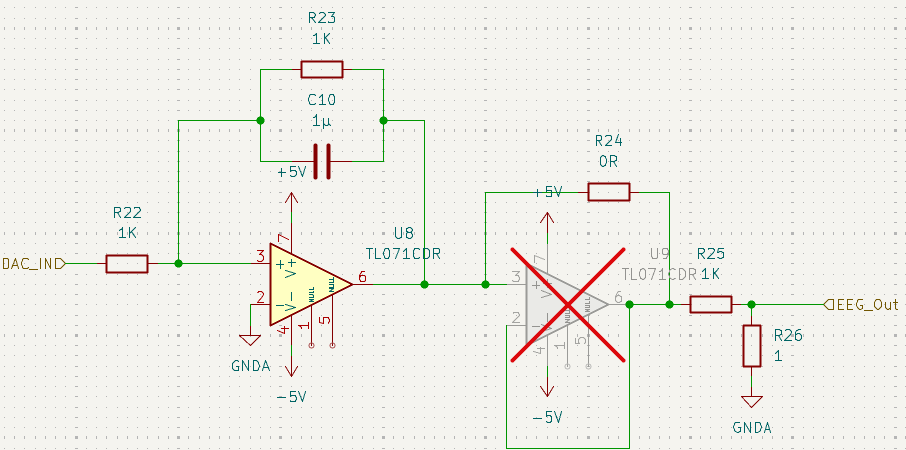 R23
1K
C10
1µ
+5V
R24
0R
+5V
R22
1K
DAC_IN
7
3
+
V+
U8
TL071CDR
6
2
-
V-
NULL
NULL
4
1
5
GNDA
-5V
7
3
+
V+
U9
TL071CDR
6
2
-
V-
NULL
NULL
4
1
5
-5V
R25
1K
EEG_Out
R26
1
GNDA